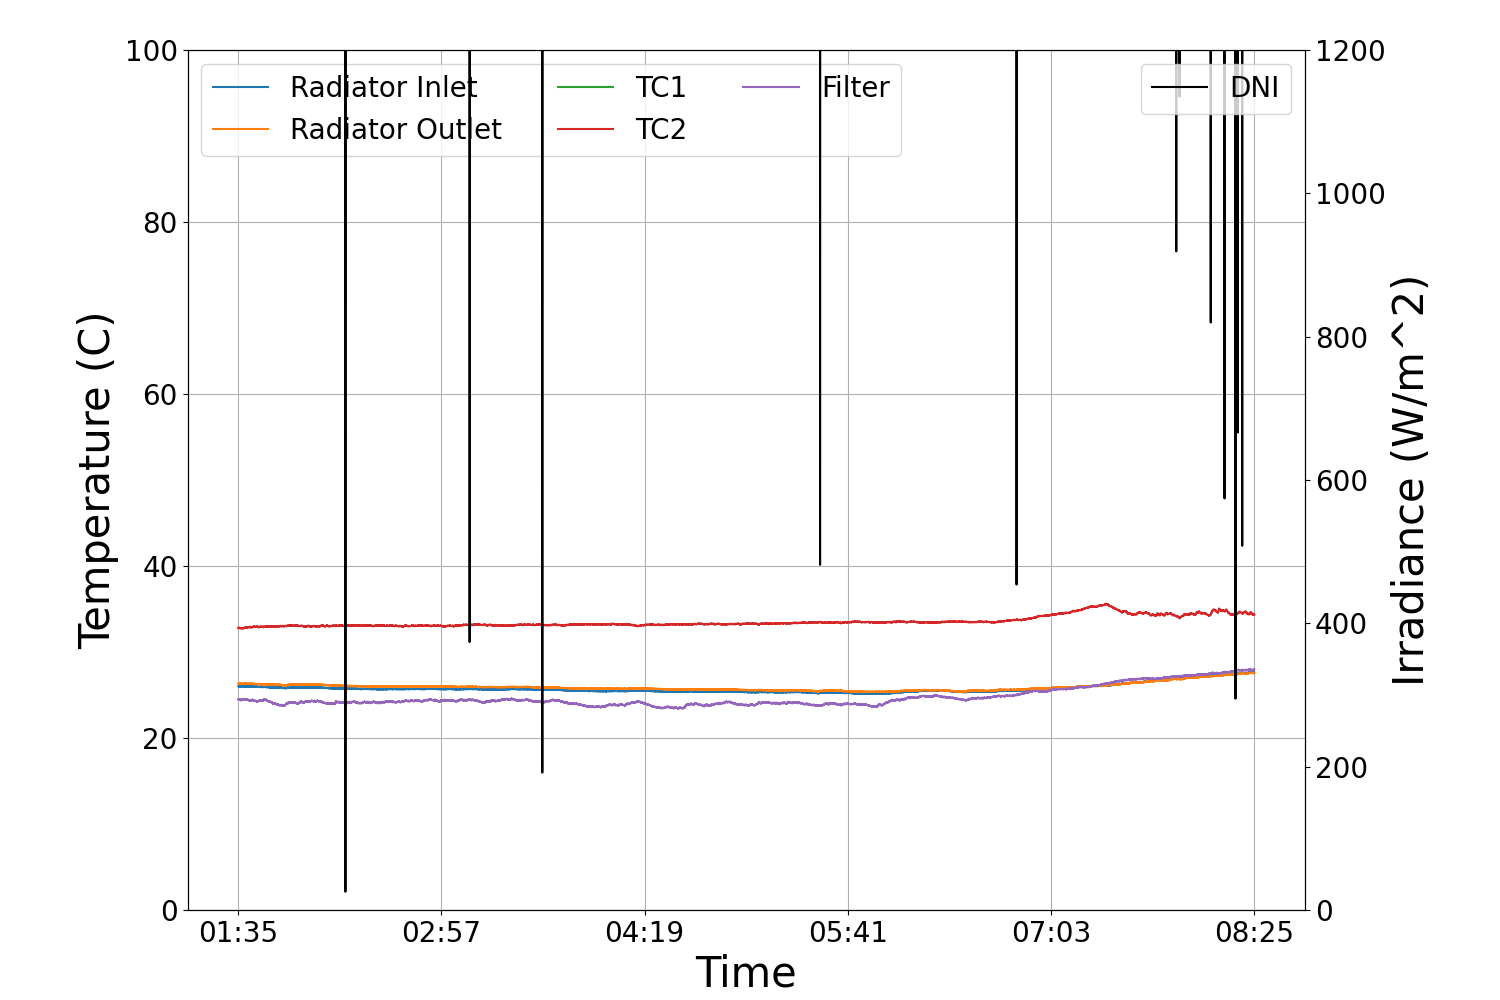 100
80
60
40
20
0
Temperature (C)
Radiator Inlet
Radiator Outlet
TC1
TC2
Filter
DNI
1200
1000
800
600
400
200
0
Irradiance (W/m^2)
01:35 02:57 04:19 05:41 07:03 08:25
Time